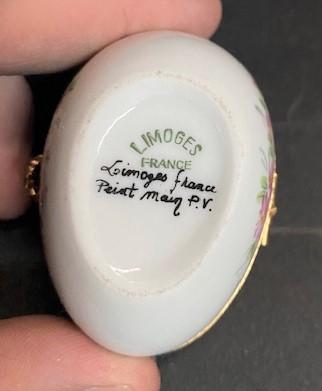 LIMOGES
FRANCE
Limoges france
Peint Main P.V.